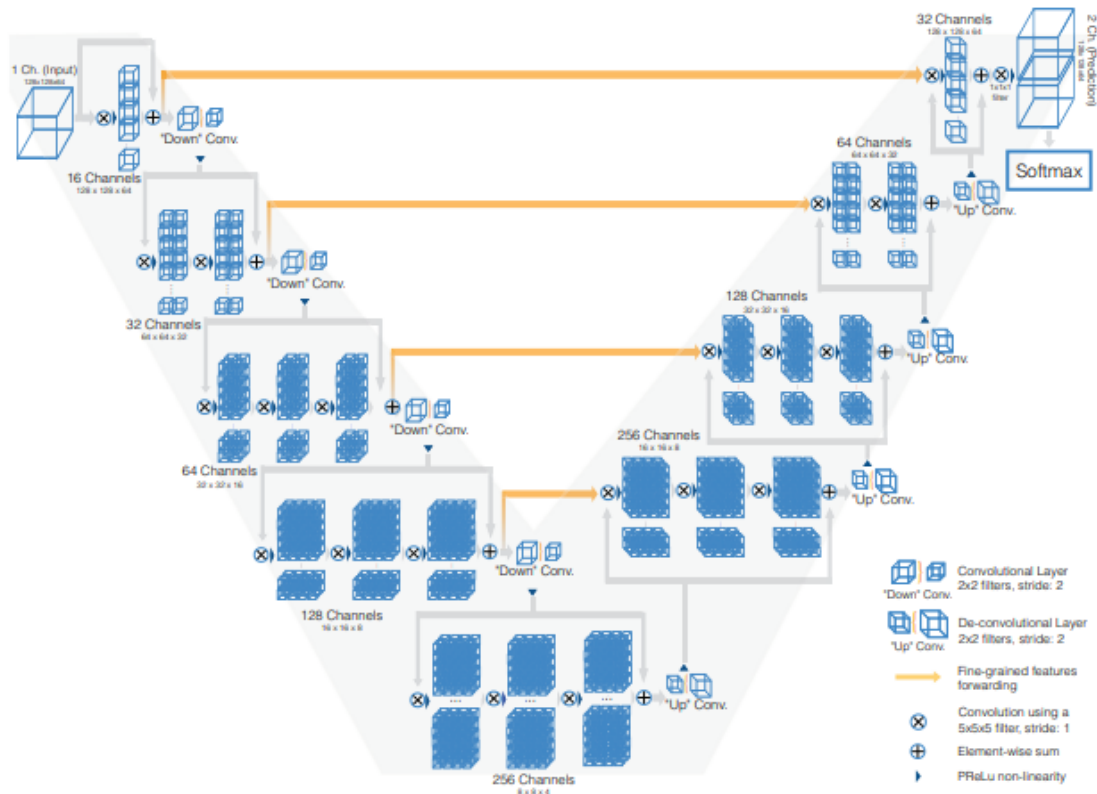 1 Ch. (Input)
128x128x64
"Down" Conv.
16 Channels
128 x 128 x 64
"Down" Conv.
32 Channels
64 x 64 x 32
"Down" Conv.
64 Channels
32 x 32 x 16
"Down" Conv.
128 Channels
16 x 16 x 8
256 Channels
8 x 8 x 4
"Up" Conv.
256 Channels
16 x 16 x 8
"Up" Conv.
128 Channels
32 x 32 x 16
"Up" Conv.
64 Channels
64 x 64 x 32
"Up" Conv.
32 Channels
128 x 128 x 64
1x1x1
filter
2 Ch. (Prediction)
128x 128 x64
Softmax
"Down" Conv.
Convolutional Layer
2x2 filters, stride: 2
"Up" Conv.
De-convolutional Layer
2x2 filters, stride: 2
Fine-grained features
forwarding
Convolution using a
5x5x5 filter, stride: 1
Element-wise sum
PReLu non-linearity